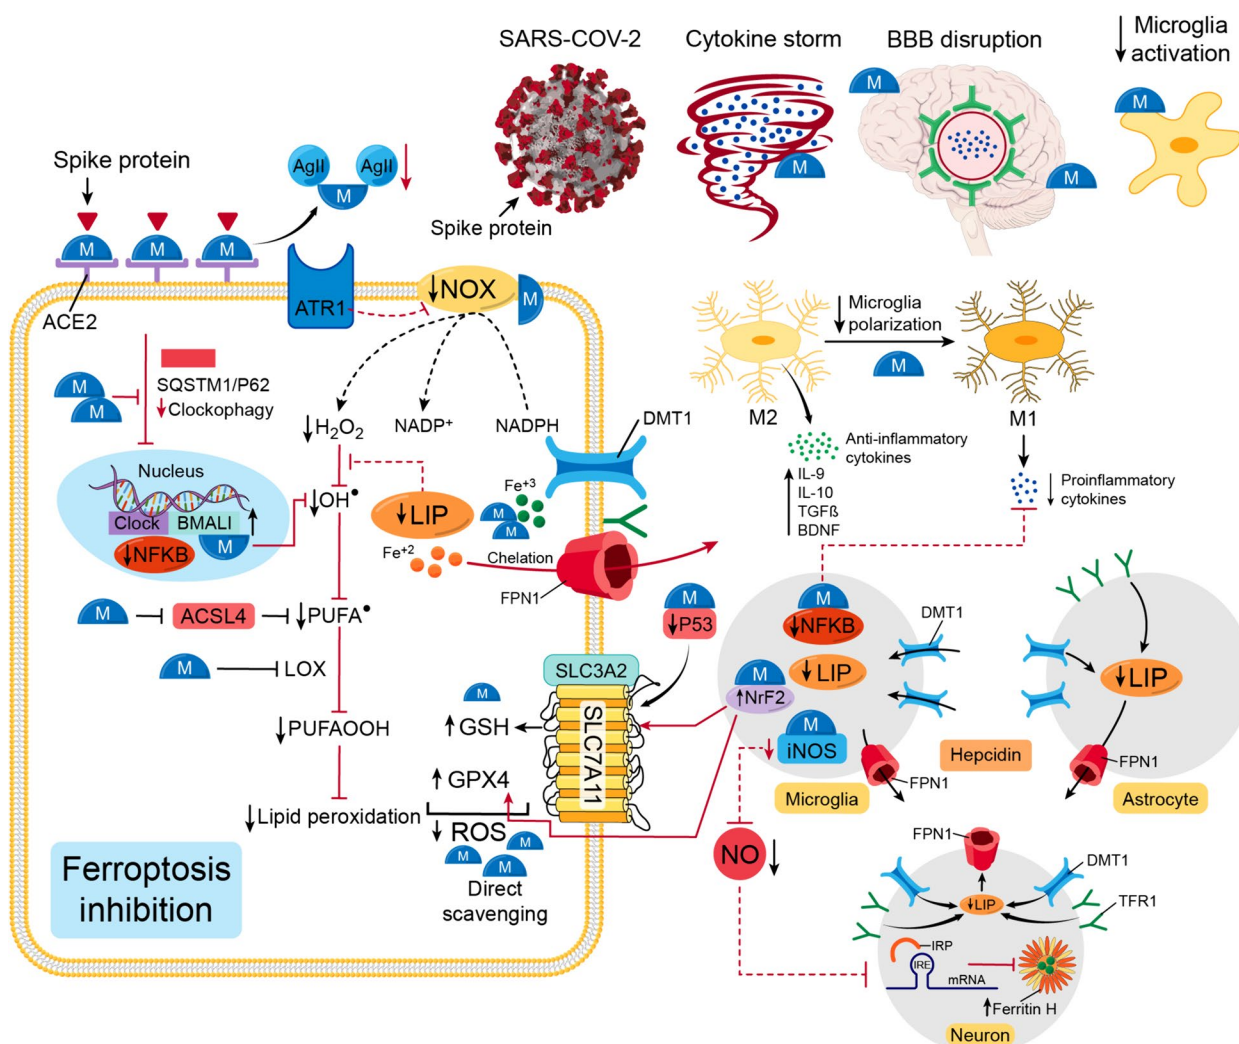 SARS-COV-2
Cytokine storm
BBB disruption
Microglia
activation
M
M
M
M
Spike protein
Spike protein
AgII
AgII
M
M
M
M
ACE2
ATR1
NOX
M
SQSTM1/P62
Clockophagy
M
M
H2O2
NADP+
NADPH
DMT1
Nucleus
Clock
BMALI
NFKB
M
OH•
LIP
Fe+3
M
M
Fe+2
Chelation
FPN1
M
ACSL4
PUFA•
M
LOX
PUFAOOH
Lipid peroxidation
M
GSH
GPX4
ROS
M
M
M
Direct
scavenging
SLC3A2
SLC7A11
M
P53
Ferroptosis
inhibition
M2
Microglia
polarization
M
M1
Anti-inflammatory
cytokines
IL-9
IL-10
TGFß
BDNF
Proinflammatory
cytokines
M
NFKB
LIP
M
NrF2
M
iNOS
DMT1
FPN1
Microglia
Hepcidin
LIP
FPN1
Astrocyte
NO
FPN1
DMT1
LIP
TFR1
IRP
IRE
mRNA
Ferritin H
Neuron